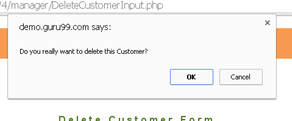 /4/manager/DeleteCustomerInput.php
demo.guru99.com says:
Do you really want to delete this Customer?
OK
Cancel
Delete Customer Form